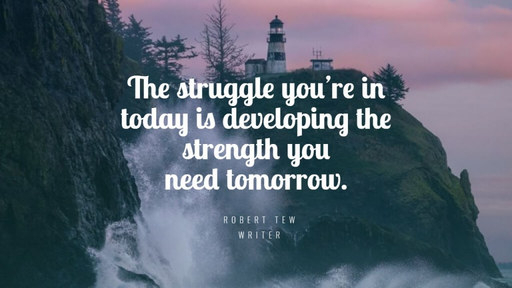 The struggle you’re in
today is developing the
strength you
need tomorrow.
ROBERT TEW
WRITER